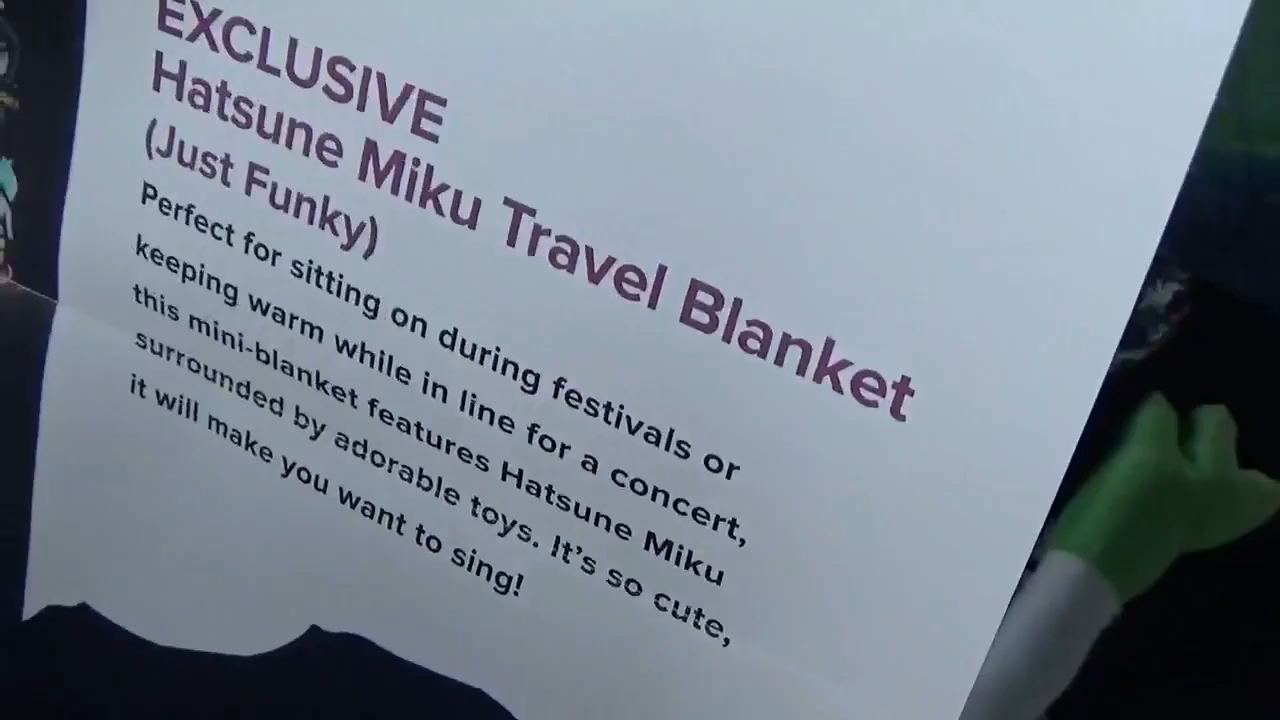 EXCLUSIVE
Hatsune Miku Travel Blanket
(Just Funky)
Perfect for sitting on during festivals or
keeping warm while in line for a concert,
this mini-blanket features Hatsune Miku
surrounded by adorable toys. It's so cute,
it will make you want to sing!